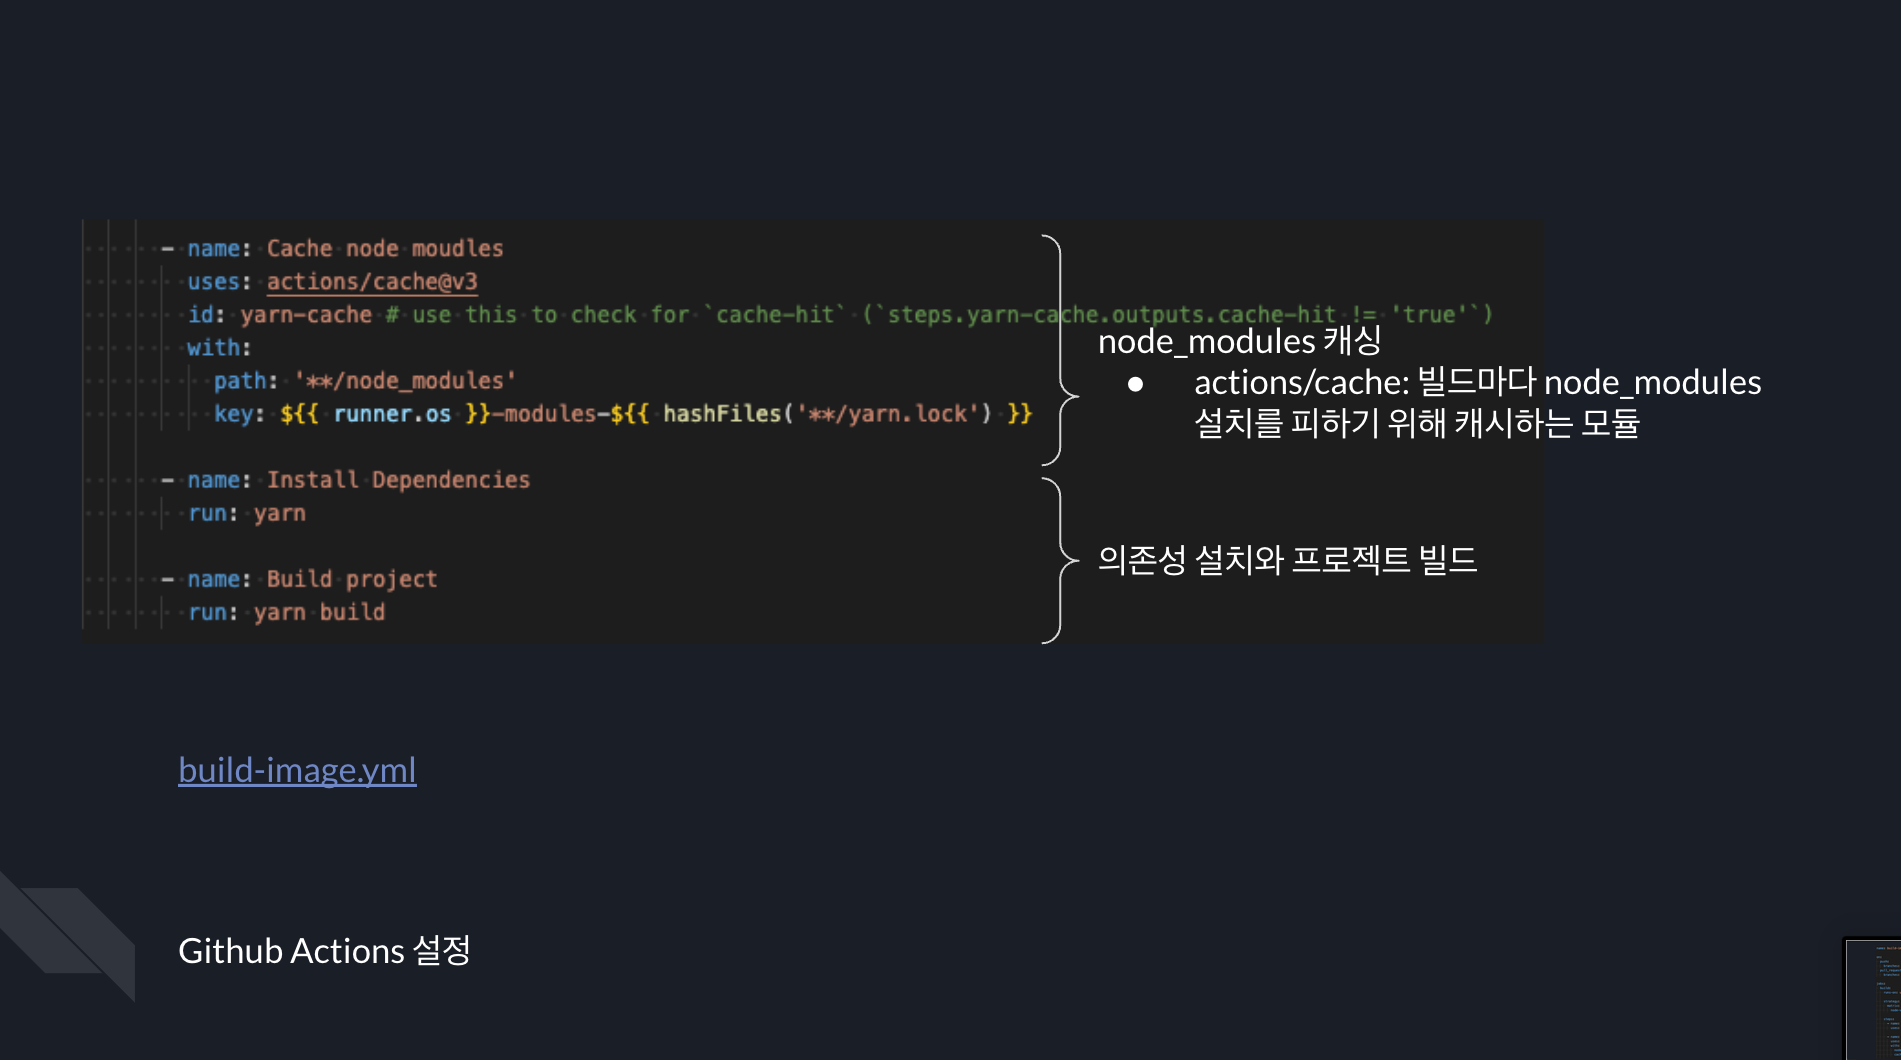 - name: Cache node moudles
uses: actions/cache@v3
id: yarn-cache # use this to check for `cache-hit` (`steps.yarn-cache.outputs.cache-hit != 'true'`)
with:
path: '**/node_modules'
key: ${{ runner.os }}-modules-${{ hashFiles('**/yarn.lock') }}
- name: Install Dependencies
run: yarn
- name: Build project
run: yarn build
node_modules 캐싱
● actions/cache: 빌드마다 node_modules
설치를 피하기 위해 캐시하는 모듈
의존성 설치와 프로젝트 빌드
build-image.yml
Github Actions 설정